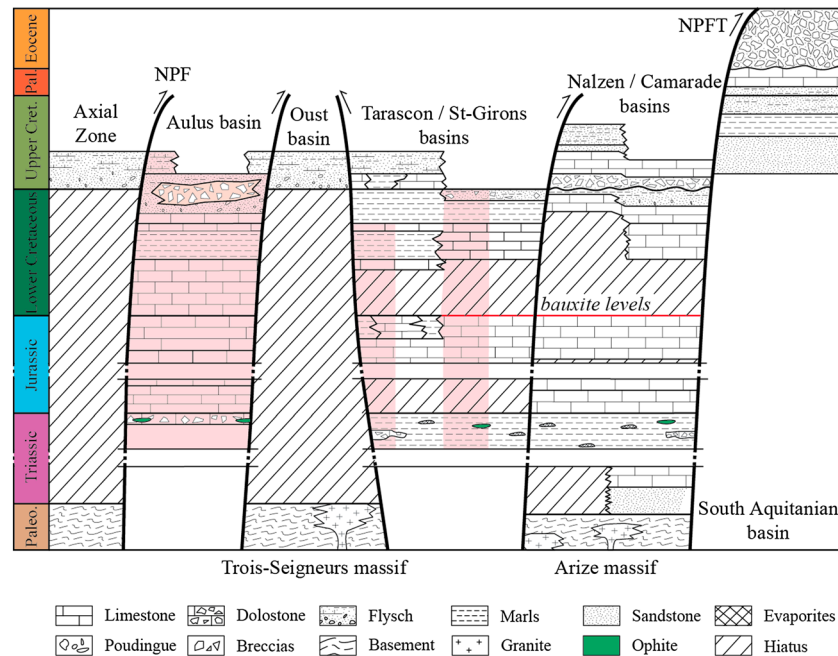 Eocene
Pal.
Upper Cret.
Lower Cretaceous
Jurassic
Triassic
Paleo.
NPFT
NPF
Axial
Zone
Aulus basin
Oust
basin
Tarascon / St-Girons
basins
Nalzen / Camarade
basins
bauxite levels
South Aquitanian
basin
Trois-Seigneurs massif
Arize massif
Limestone
Dolostone
Flysch
Marls
Sandstone
Evaporites
Poudingue
Breccias
Basement
Granite
Ophite
Hiatus